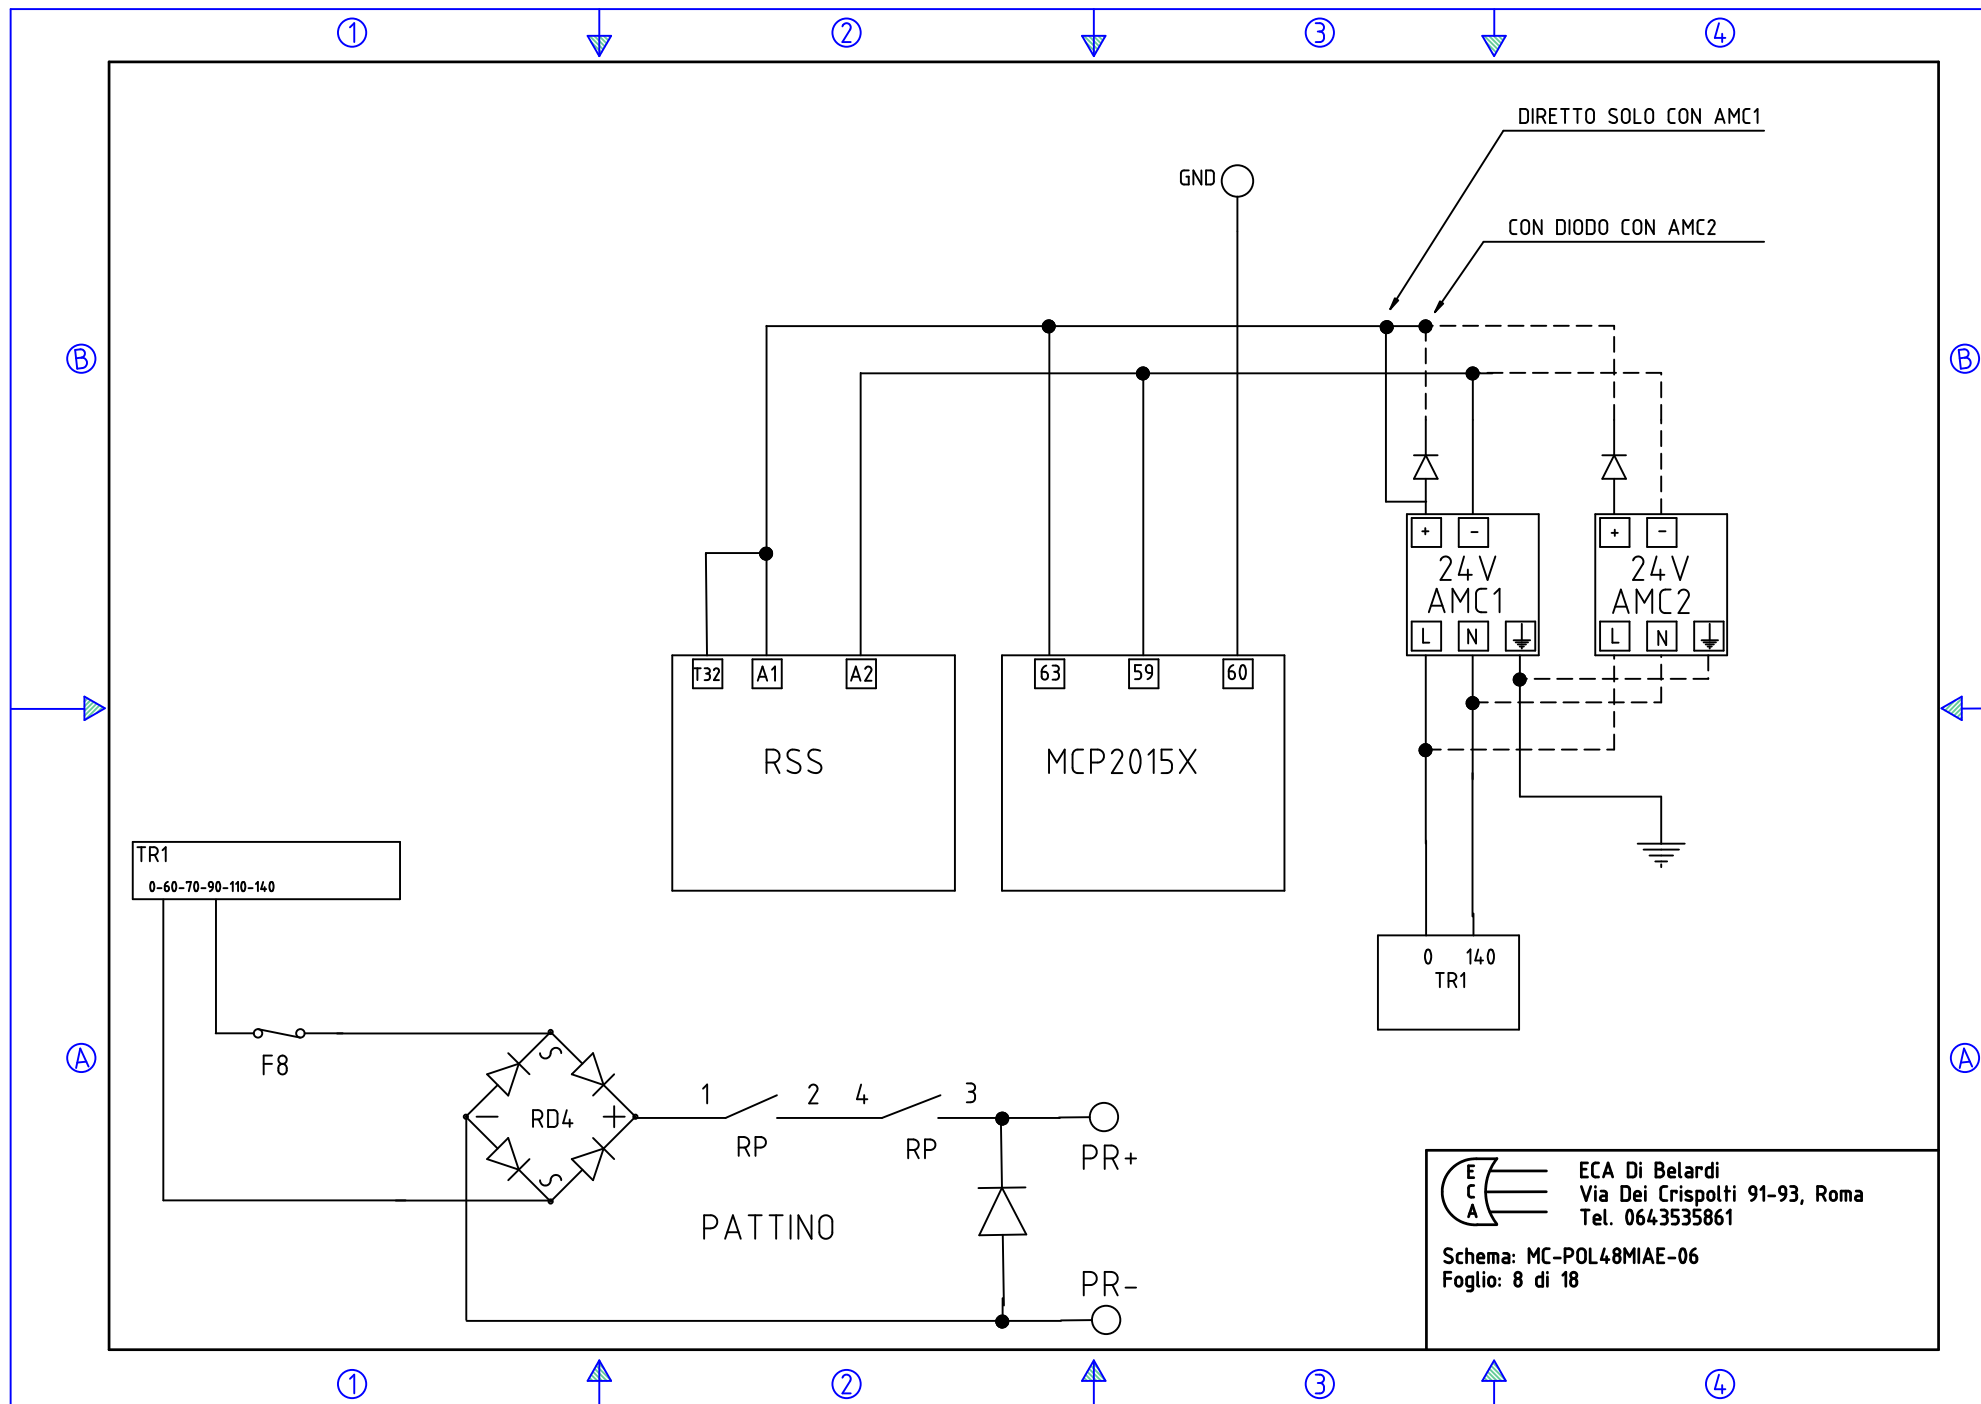 1 2 3 4
DIRETTO SOLO CON AMC1
GND
CON DIODO CON AMC2
B B
+ - + -
24V 24V
AMC1 AMC2
L N L N
T32 A1 A2 63 59 60
RSS MCP2015X
TR1
0-60-70-90-110-140
0 140
TR1
A A
F8
1 2 4 3
RD4
- +
RP RP
PR+
PATTINO
PR-
E
C
A
ECA Di Belardi
Via Dei Crispolti 91-93, Roma
Tel. 0643535861
Schema: MC-POL48MIAE-06
Foglio: 8 di 18
1 2 3 4